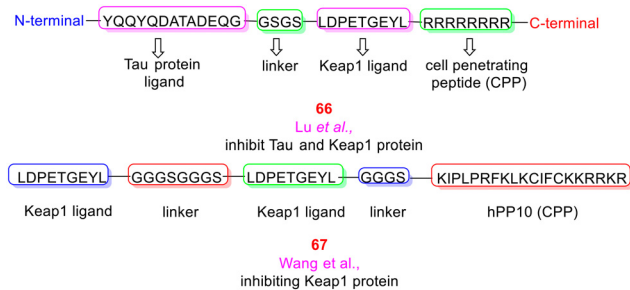 N-terminal YQQYQDATADEQG GSGS LDPETGEYL RRRRRRRR C-terminal
Tau protein ligand linker Keap1 ligand cell penetrating peptide (CPP)
66
Lu et al.,
inhibit Tau and Keap1 protein
LDPETGEYL GGGSGGGS LDPETGEYL GGGS KIPLPRFKLKCIFCKKRRKR
Keap1 ligand linker Keap1 ligand linker hPP10 (CPP)
67
Wang et al.,
inhibiting Keap1 protein